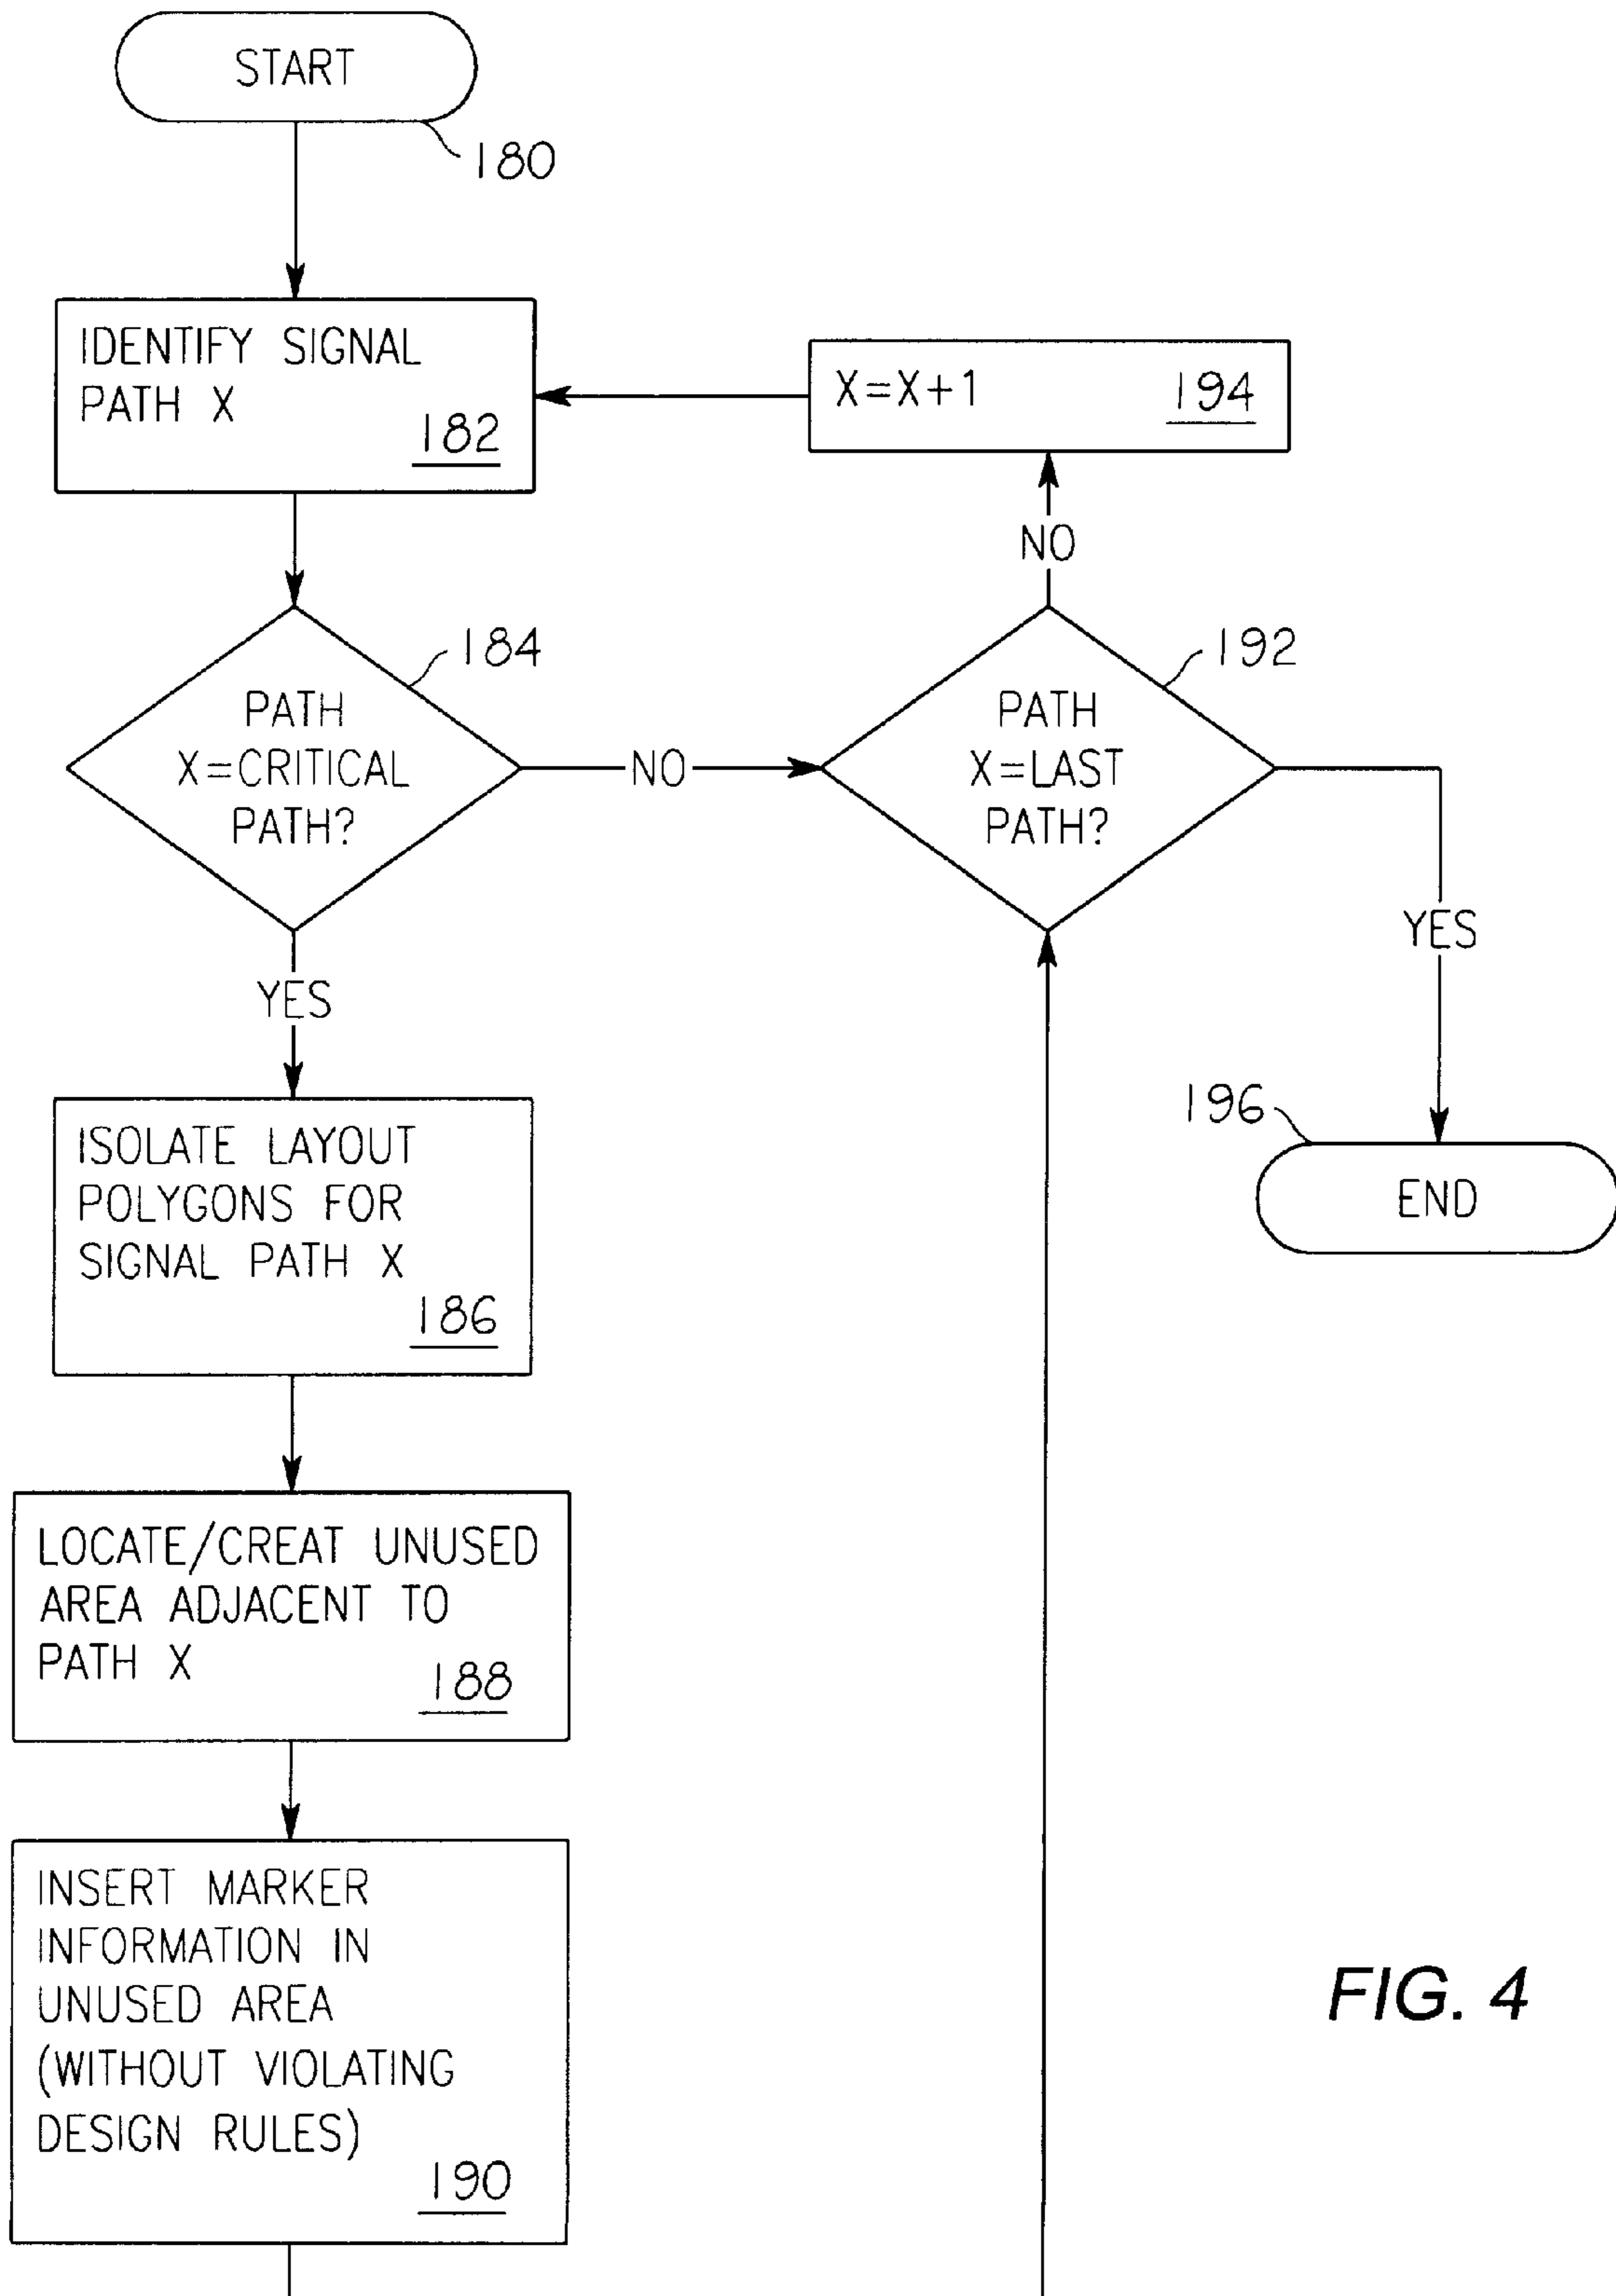 START
180
IDENTIFY SIGNAL
PATH X
182
X=X+1
194
NO
184
PATH
X=CRITICAL
PATH?
NO
192
PATH
X=LAST
PATH?
YES
YES
196
END
ISOLATE LAYOUT
POLYGONS FOR
SIGNAL PATH X
186
LOCATE/CREAT UNUSED
AREA ADJACENT TO
PATH X
188
INSERT MARKER
INFORMATION IN
UNUSED AREA
(WITHOUT VIOLATING
DESIGN RULES)
190
FIG. 4